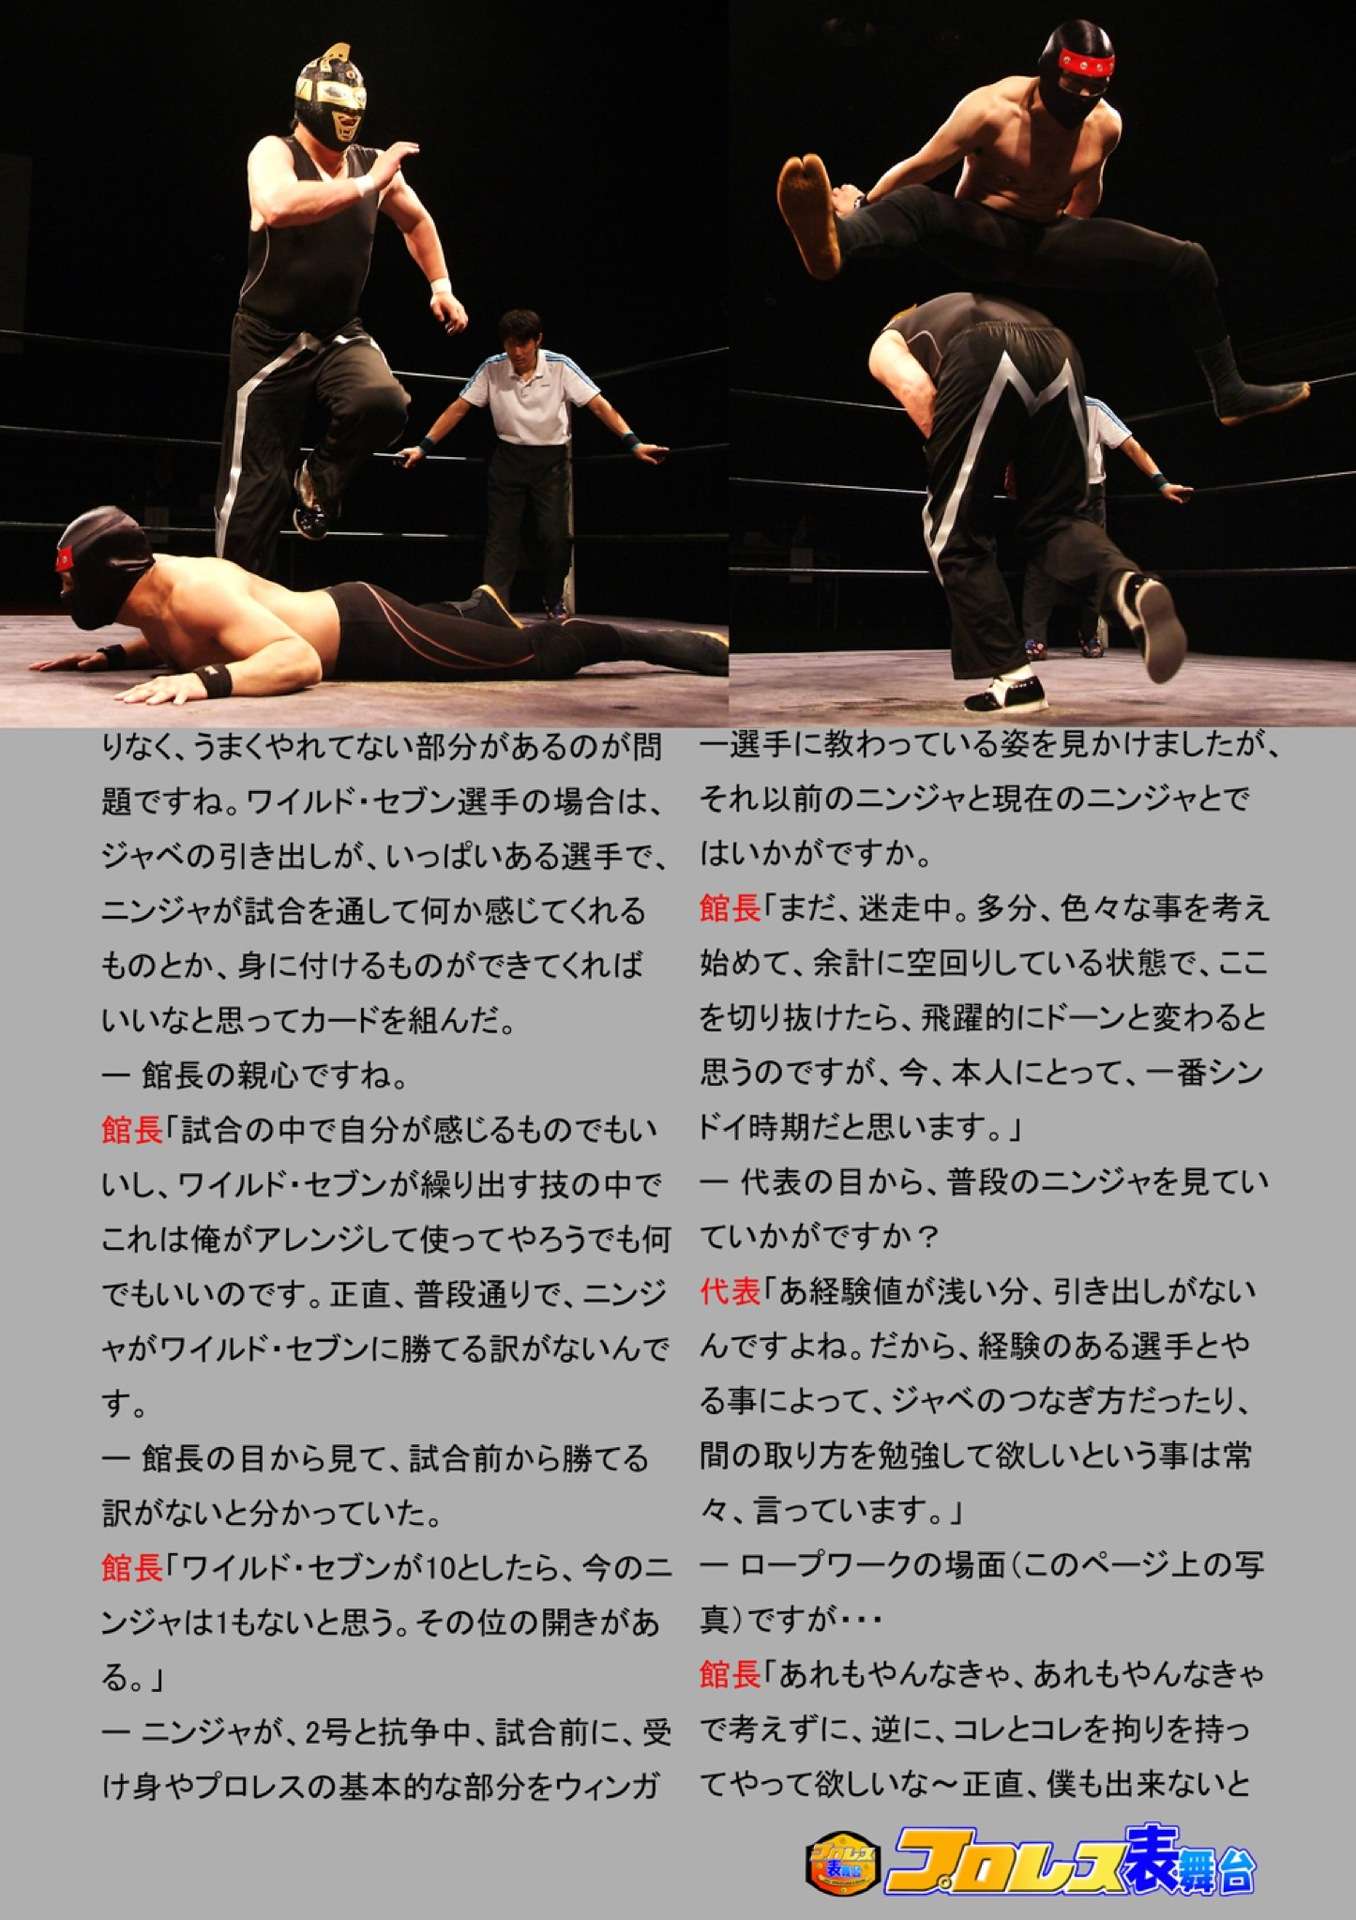 りなく、うまくやれてない部分があるのが問
題ですね。ワイルド・セブン選手の場合は、
ジャベの引き出しが、いっぱいある選手で、
ニンジャが試合を通して何か感じてくれる
ものとか、身に付けるものができてくれば
いいなと思ってカードを組んだ。
― 館長の親心ですね。
館長「試合の中で自分が感じるものでもい
いし、ワイルド・セブンが繰り出す技の中で
これは俺がアレンジして使ってやろうでも何
でもいいのです。正直、普段通りで、ニンジ
ャがワイルド・セブンに勝てる訳がないんで
す。
― 館長の目から見て、試合前から勝てる
訳がないと分かっていた。
館長「ワイルド・セブンが10としたら、今のニ
ンジャは1もないと思う。その位の開きがあ
る。」
― ニンジャが、2号と抗争中、試合前に、受
け身やプロレスの基本的な部分をウィンガ
―選手に教わっている姿を見かけましたが、
それ以前のニンジャと現在のニンジャとで
はいかがですか。
館長「まだ、迷走中。多分、色々な事を考え
始めて、余計に空回りしている状態で、ここ
を切り抜けたら、飛躍的にドーンと変わると
思うのですが、今、本人にとって、一番シン
ドイ時期だと思います。」
― 代表の目から、普段のニンジャを見てい
ていかがですか？
代表「あ経験値が浅い分、引き出しがない
んですよね。だから、経験のある選手とや
る事によって、ジャベのつなぎ方だったり、
間の取り方を勉強して欲しいという事は常
々、言っています。」
― ロープワークの場面（このページ上の写
真）ですが・・・
館長「あれもやんなきゃ、あれもやんなきゃ
で考えずに、逆に、コレとコレを拘りを持っ
てやって欲しいな～正直、僕も出来ないと
プロレス表舞台
プロレス
表舞台